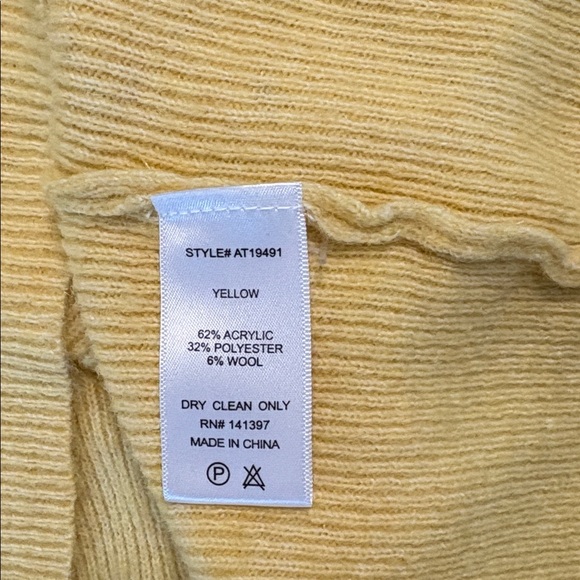 STYLE# AT19491
YELLOW
62% ACRYLIC
32% POLYESTER
6% WOOL
DRY CLEAN ONLY
RN# 141397
MADE IN CHINA
P